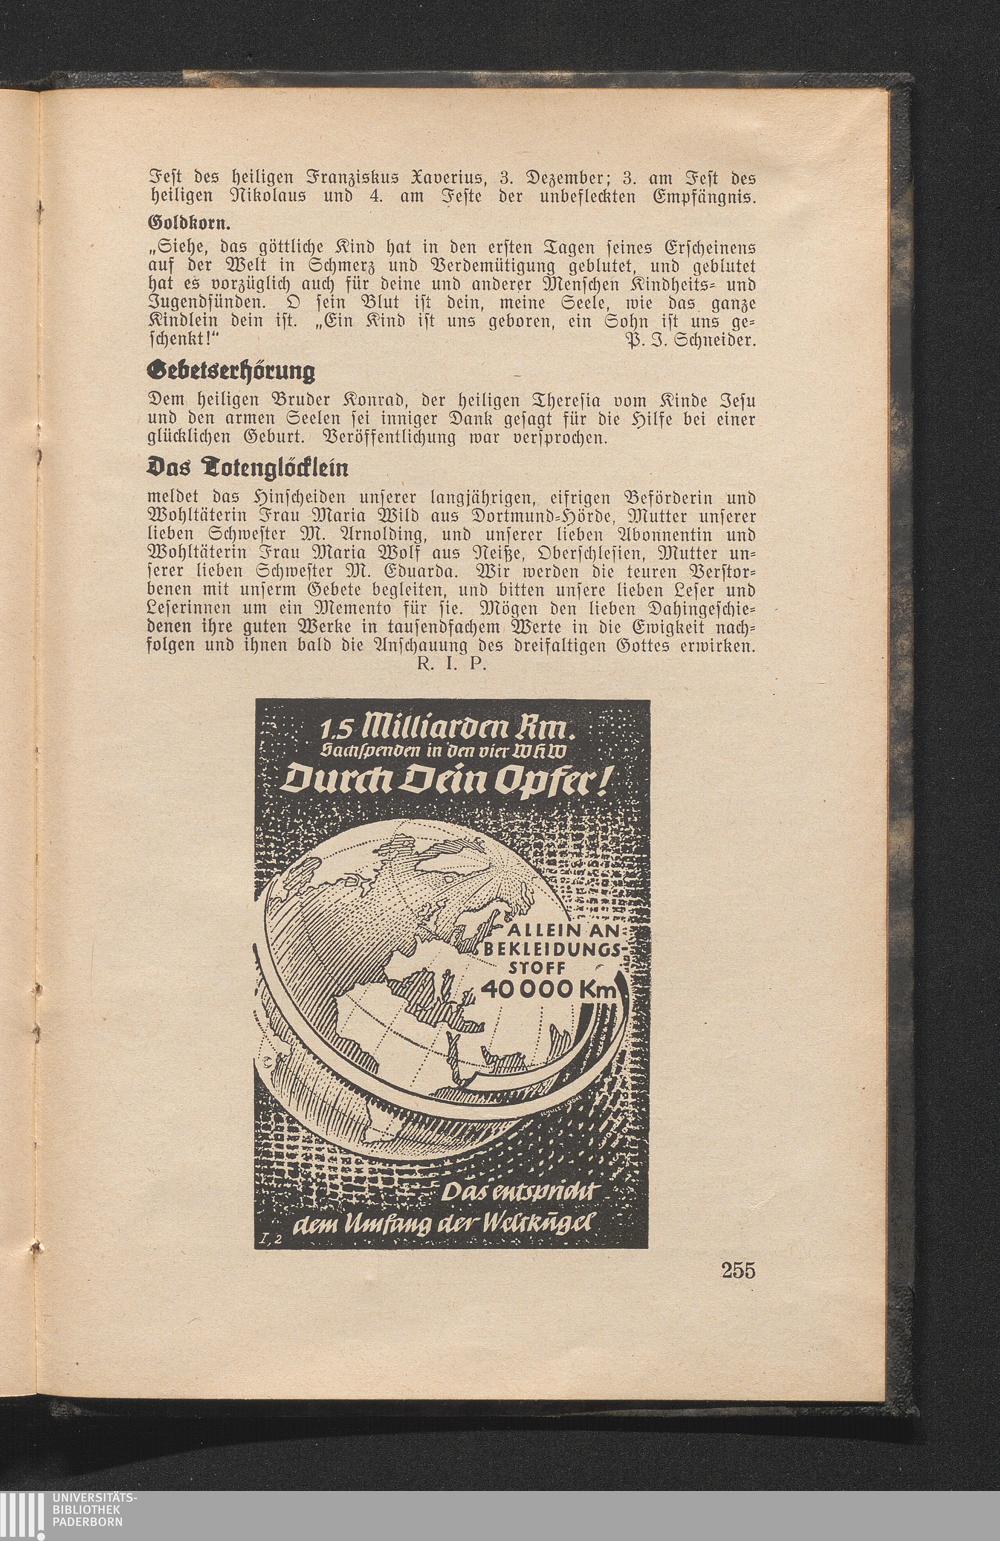 Fest des heiligen Franziskus Xaverius, 3. Dezember; 3. am Fest des
heiligen Nikolaus und 4. am Feste der unbefleckten Empfängnis.
Goldkorn.
„Siehe, das göttliche Kind hat in den ersten Tagen seines Erscheinens
auf der Welt in Schmerz und Verdemütigung geblutet, und geblutet
hat es vorzüglich auch für deine und anderer Menschen Kindheits- und
Jugendsünden. O sein Blut ist dein, meine Seele, wie das ganze
Kindlein dein ist. „Ein Kind ist uns geboren, ein Sohn ist uns ge-
schenkt!“ P. J. Schneider.
Gebetserhörung
Dem heiligen Bruder Konrad, der heiligen Theresia vom Kinde Jesu
und den armen Seelen sei inniger Dank gesagt für die Hilfe bei einer
glücklichen Geburt. Veröffentlichung war versprochen.
Das Totenglöcklein
meldet das Hinscheiden unserer langjährigen, eifrigen Beförderin und
Wohltäterin Frau Maria Wild aus Dortmund-Hörde, Mutter unserer
lieben Schwester M. Arnolding, und unserer lieben Abonnentin und
Wohltäterin Frau Maria Wolf aus Neiße, Oberschlesien, Mutter un-
serer lieben Schwester M. Eduarda. Wir werden die teuren Verstor-
benen mit unserm Gebete begleiten, und bitten unsere lieben Leser und
Leserinnen um ein Memento für sie. Mögen den lieben Dahingeschie-
denen ihre guten Werke in tausendfachem Werte in die Ewigkeit nach-
folgen und ihnen bald die Anschauung des dreifaltigen Gottes erwirken.
R. I. P.
1.5 Milliarden Rm.
Sachspenden in den vier WHW
Durch Dein Opfer!
ALLEIN AN
BEKLEIDUNGS-
STOFF
40000 Km
Das entspricht
dem Umfang der Weltkugel
I, 2
255
UNIVERSITÄTS-
BIBLIOTHEK
PADERBORN